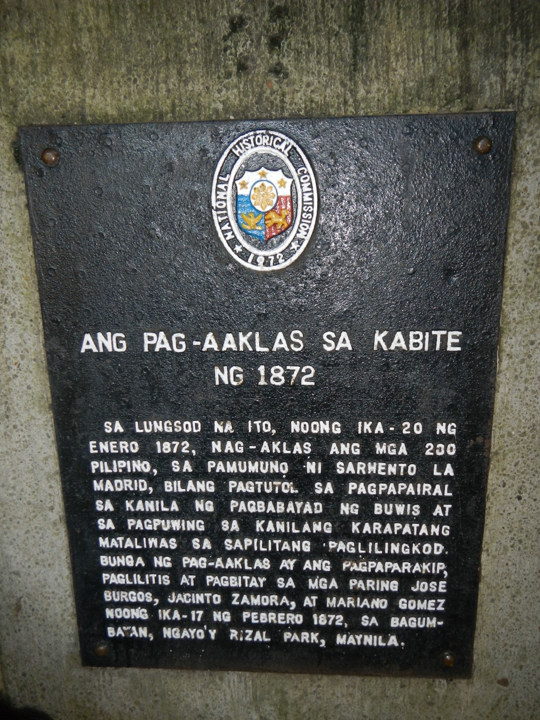 NATIONAL HISTORICAL COMMISSION
★ 1972 ★
ANG PAG-AAKLAS SA KABITE
NG 1872
SA LUNGSOD NA ITO, NOONG IKA-20 NG
ENERO 1872, NAG-AKLAS ANG MGA 200
PILIPINO, SA PAMUMUNO NI SARHENTO LA
MADRID, BILANG PAGTUTOL SA PAGPAPAIRAL
SA KANILA NG PAGBABAYAD NG BUWIS AT
SA PAGPUWING SA KANILANG KARAPATANG
MATALIWAS SA SAPILITANG PAGLILINGKOD.
BUNGA NG PAG-AAKLAS AY ANG PAGPAPARAKIP,
PAGLILITIS AT PAGBITAY SA MGA PARING JOSE
BURGOS, JACINTO ZAMORA, AT MARIANO GOMEZ
NOONG IKA-17 NG PEBRERO 1872, SA BAGUM-
BAYAN, NGAYO'Y RIZAL PARK, MAYNILA.